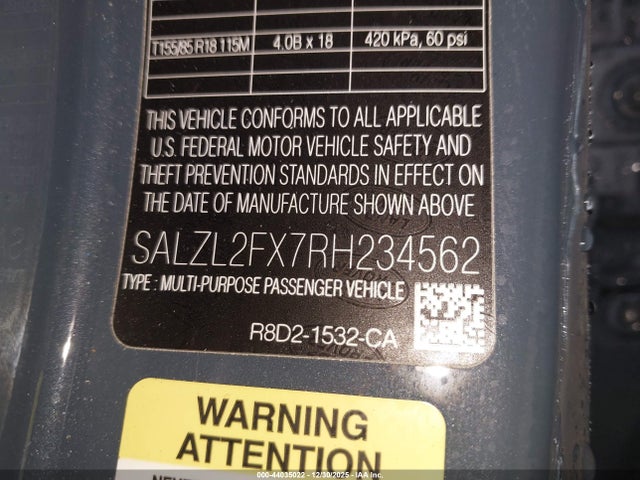 T155/85 R18 115M 4.0B x 18 420 kPa, 60 psi
THIS VEHICLE CONFORMS TO ALL APPLICABLE
U.S. FEDERAL MOTOR VEHICLE SAFETY AND
THEFT PREVENTION STANDARDS IN EFFECT ON
THE DATE OF MANUFACTURE SHOWN ABOVE
SALZL2FX7RH234562
TYPE : MULTI-PURPOSE PASSENGER VEHICLE
R8D2-1532-CA
WARNING
ATTENTION
000-44035022 - 12/30/2025 - IAA Inc.